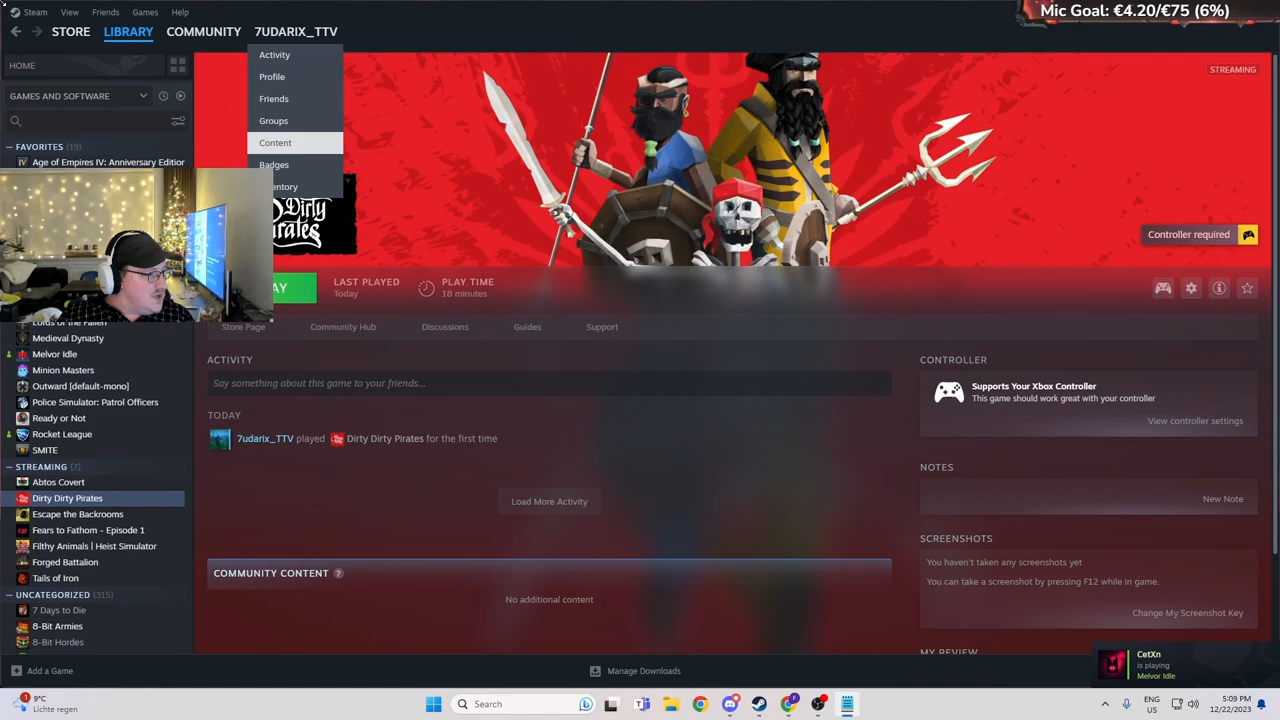 Steam View Friends Games Help
Mic Goal: €4.20/€75 (6%)
STORE LIBRARY COMMUNITY 7UDARIX_TTV
Activity
Profile
Friends
Groups
Content
Badges
entory
HOME
GAMES AND SOFTWARE
FAVORITES (19)
Age of Empires IV: Anniversary Edition
STREAMING
Dirty
Controller required
AY
LAST PLAYED
Today
PLAY TIME
18 minutes
Store Page Community Hub Discussions Guides Support
Lords of the Fallen
Medieval Dynasty
Melvor Idle
Minion Masters
Outward [default-mono]
Police Simulator: Patrol Officers
Ready or Not
Rocket League
SMITE
STREAMING (7)
Abtos Covert
Dirty Dirty Pirates
Escape the Backrooms
Fears to Fathom - Episode 1
Filthy Animals | Heist Simulator
Forged Battalion
Tails of Iron
UNCATEGORIZED (315)
7 Days to Die
8-Bit Armies
8-Bit Hordes
ACTIVITY
Say something about this game to your friends...
TODAY
7udarix_TTV played Dirty Dirty Pirates for the first time
Load More Activity
COMMUNITY CONTENT ?
No additional content
CONTROLLER
Supports Your Xbox Controller
This game should work great with your controller
View controller settings
NOTES
New Note
SCREENSHOTS
You haven't taken any screenshots yet
You can take a screenshot by pressing F12 while in game.
Change My Screenshot Key
MY REVIEW
CetXn
is playing
Melvor Idle
Add a Game
Manage Downloads
1
9°C
Lichte regen
Search
ENG
US
5:09 PM
12/22/2023